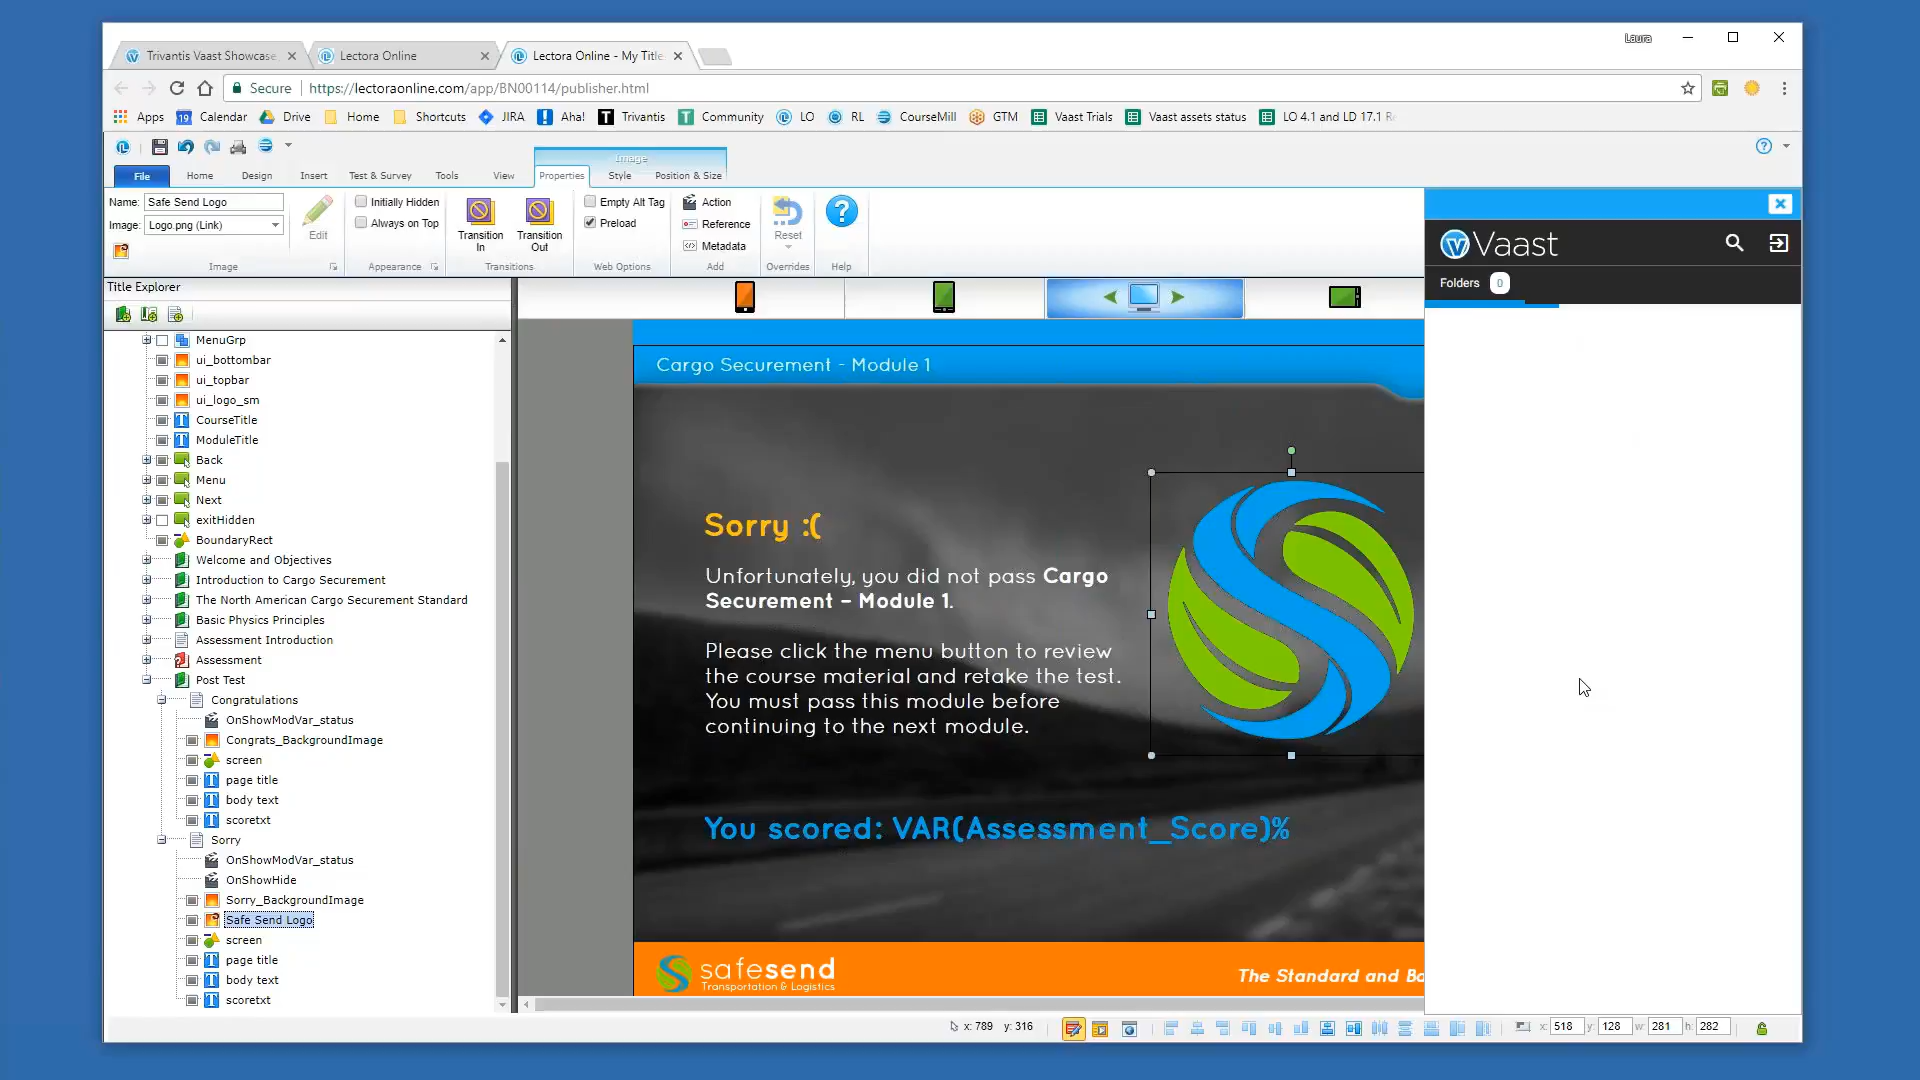 Laura
Trivantis Vaast Showcase
Lectora Online
Lectora Online - My Title
Secure
https://lectoraonline.com/app/BN00114/publisher.html
Apps
19
Calendar
Drive
Home
Shortcuts
JIRA
Aha!
Trivantis
Community
LO
RL
CourseMill
GTM
Vaast Trials
Vaast assets status
LO 4.1 and LD 17.1 Re
Image
File
Home
Design
Insert
Test & Survey
Tools
View
Properties
Style
Position & Size
Name: Safe Send Logo
Image: Logo.png (Link)
Edit
Initially Hidden
Always on Top
Transition In
Transition Out
Empty Alt Tag
Preload
Action
Reference
Metadata
Reset
Image
Appearance
Transitions
Web Options
Add
Overrides
Help
Vaast
Folders 0
Title Explorer
MenuGrp
ui_bottombar
ui_topbar
ui_logo_sm
CourseTitle
ModuleTitle
Back
Menu
Next
exitHidden
BoundaryRect
Welcome and Objectives
Introduction to Cargo Securement
The North American Cargo Securement Standard
Basic Physics Principles
Assessment Introduction
Assessment
Post Test
Congratulations
OnShowModVar_status
Congrats_BackgroundImage
screen
page title
body text
scoretxt
Sorry
OnShowModVar_status
OnShowHide
Sorry_BackgroundImage
Safe Send Logo
screen
page title
body text
scoretxt
Cargo Securement - Module 1
Sorry :(
Unfortunately, you did not pass Cargo
Securement – Module 1.
Please click the menu button to review
the course material and retake the test.
You must pass this module before
continuing to the next module.
You scored: VAR(Assessment_Score)%
safesend
Transportation & Logistics
The Standard and Ba
x: 789 y: 316
x: 518 y: 128 w: 281 h: 282